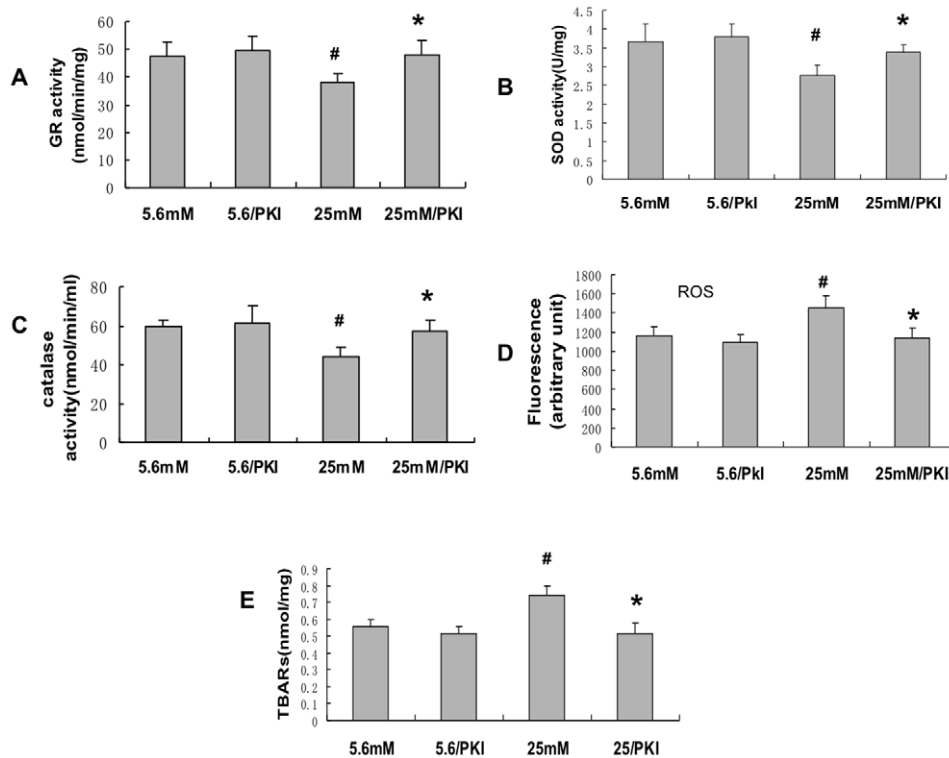 A
GR activity
(nmol/min/mg)
60
50
40
30
20
10
0
#
*
5.6mM 5.6/PKI 25mM 25mM/PKI
B
SOD activity(U/mg)
4.5
4
3.5
3
2.5
2
1.5
1
0.5
0
#
*
5.6mM 5.6/PkI 25mM 25mM/PKI
C
catalase
activity(nmol/min/ml)
80
60
40
20
0
#
*
5.6mM 5.6/PKI 25mM 25mM/PKI
D
Fluorescence
(arbitrary unit)
1800
1600
1400
1200
1000
800
600
400
200
0
ROS
#
*
5.6mM 5.6/PkI 25mM 25mM/PKI
E
TBARs(nmol/mg)
0.9
0.8
0.7
0.6
0.5
0.4
0.3
0.2
0.1
0
#
*
5.6mM 5.6/PKI 25mM 25/PKI